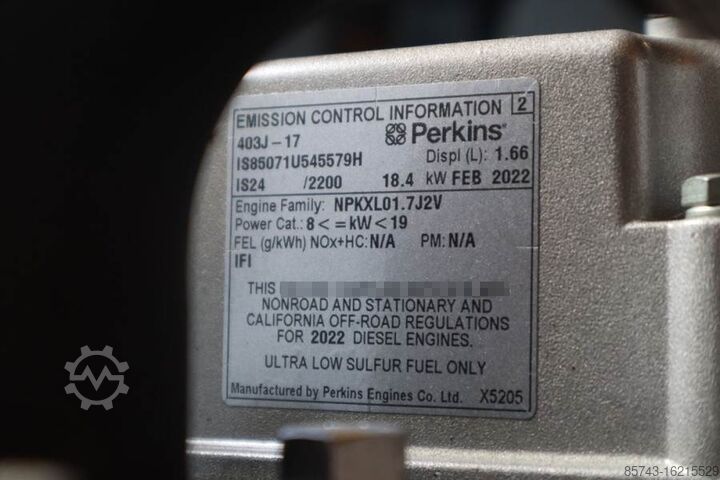 EMISSION CONTROL INFORMATION 2
403J-17 Perkins
IS85071U545579H Displ (L): 1.66
IS24 /2200 18.4 kW FEB 2022
Engine Family: NPKXL01.7J2V
Power Cat.: 8 < = kW < 19
FEL (g/kWh) NOx+HC: N/A PM: N/A
IFI
THIS
NONROAD AND STATIONARY AND
CALIFORNIA OFF-ROAD REGULATIONS
FOR 2022 DIESEL ENGINES.
ULTRA LOW SULFUR FUEL ONLY
Manufactured by Perkins Engines Co. Ltd. X5205
85743-16215529